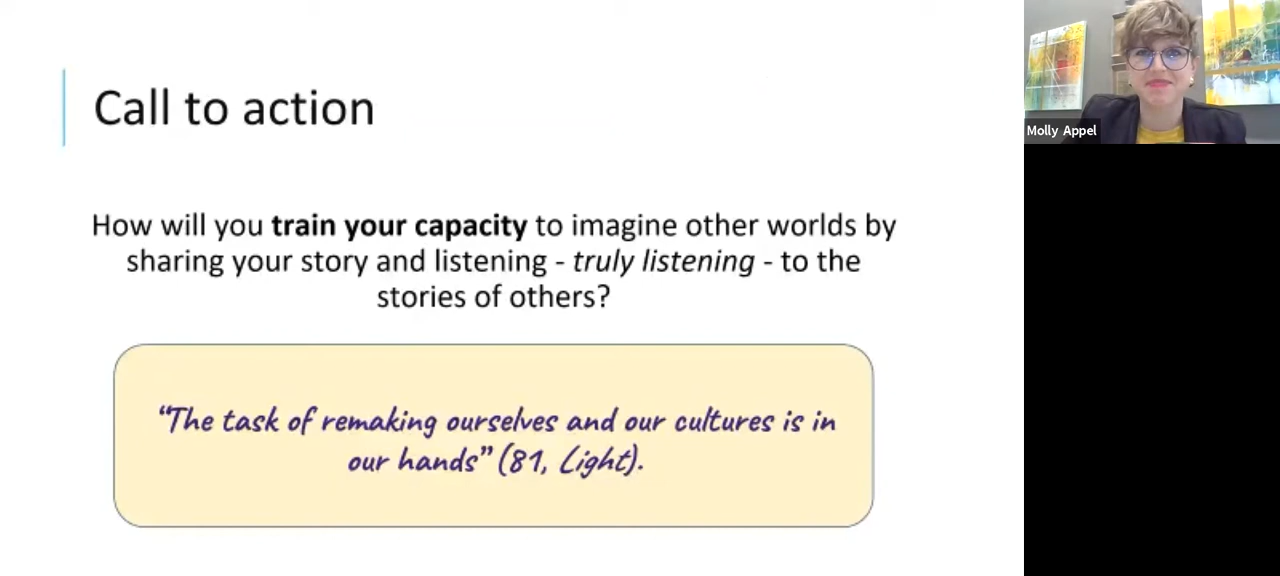 Call to action
How will you train your capacity to imagine other worlds by
sharing your story and listening - truly listening - to the
stories of others?
“The task of remaking ourselves and our cultures is in
our hands” (81, Light).
Molly Appel